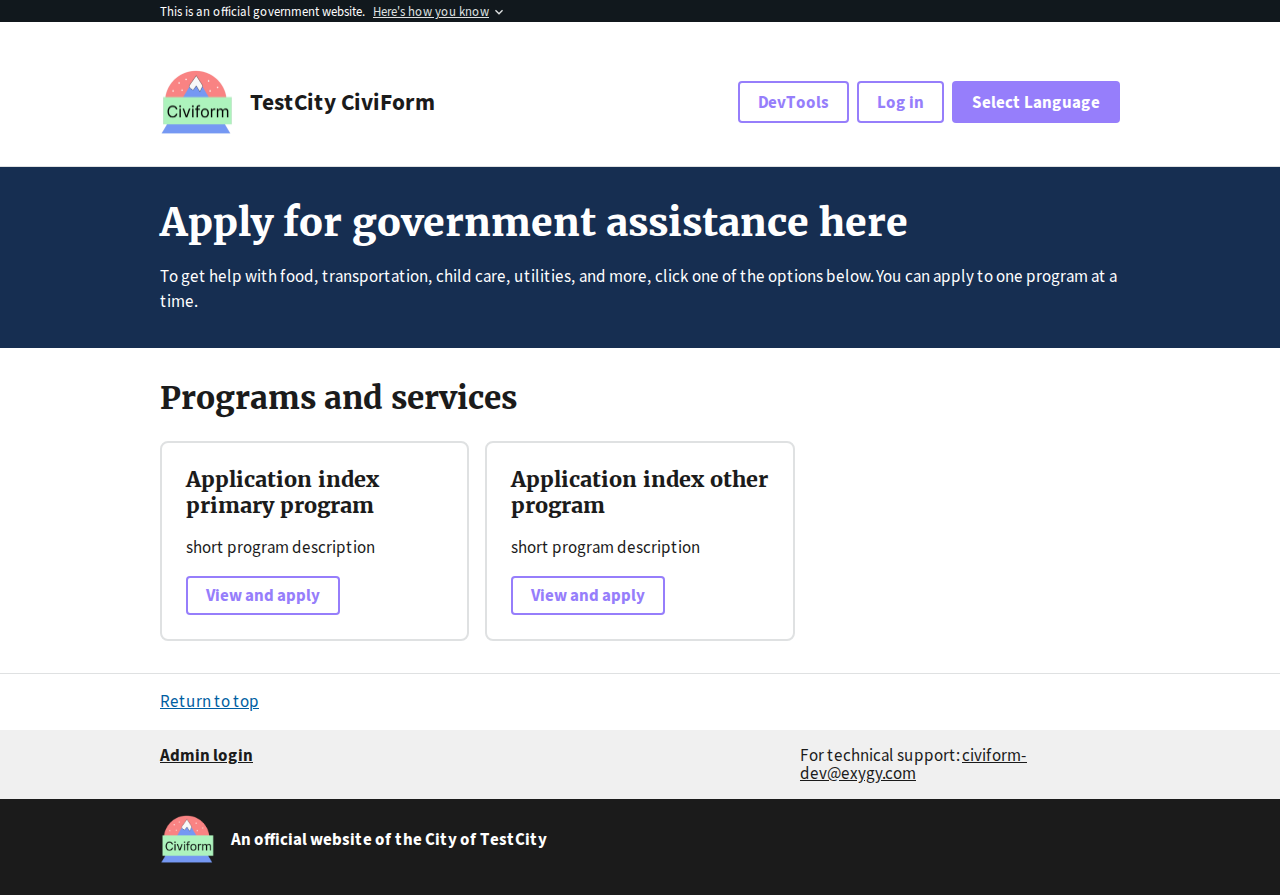 This is an official government website. Here's how you know
Civiform
TestCity CiviForm
DevTools
Log in
Select Language
Apply for government assistance here
To get help with food, transportation, child care, utilities, and more, click one of the options below. You can apply to one program at a
time.
Programs and services
Application index
primary program
short program description
View and apply
Application index other
program
short program description
View and apply
Return to top
Admin login
For technical support: civiform-
dev@exygy.com
Civiform
An official website of the City of TestCity